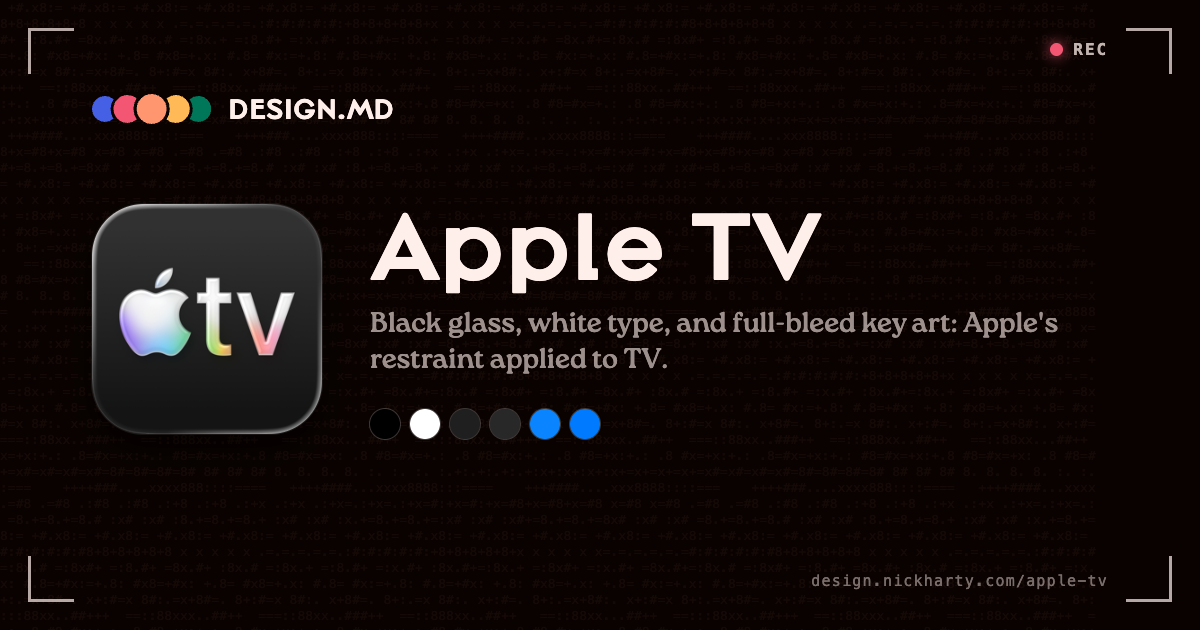 REC
DESIGN.MD
tv
Apple TV
Black glass, white type, and full-bleed key art: Apple's
restraint applied to TV.
design.nickharty.com/apple-tv